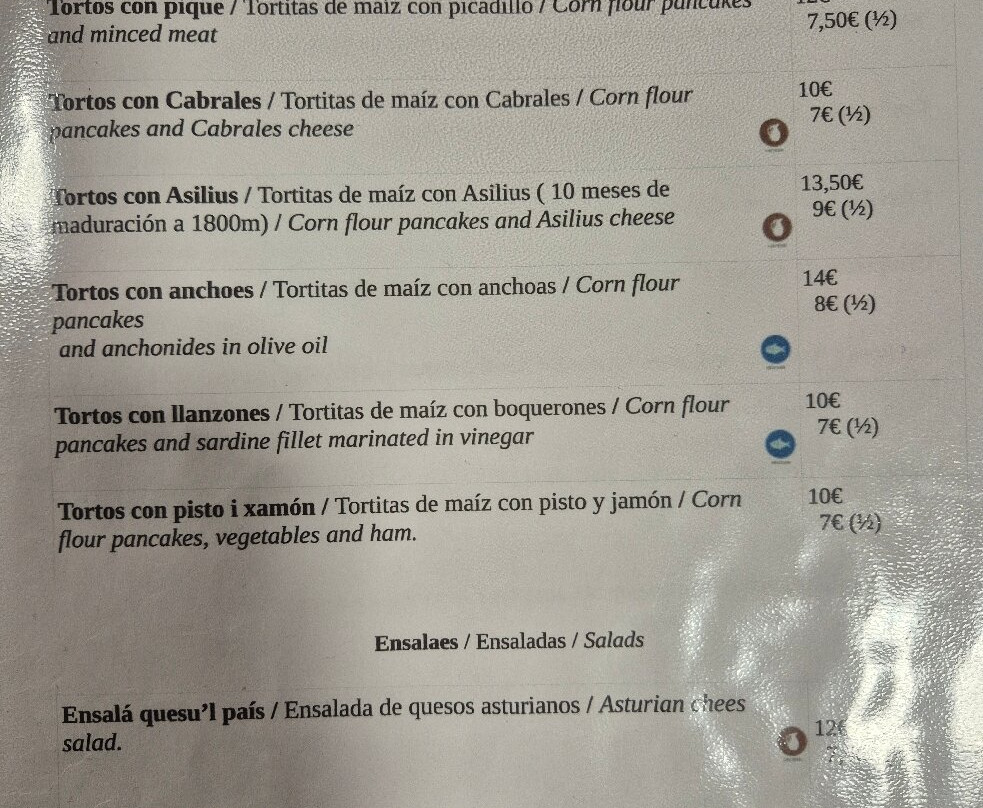 Tortos con pique / Tortitas de maíz con picadillo / Corn flour pancakes
and minced meat
7,50€ (½)
Tortos con Cabrales / Tortitas de maíz con Cabrales / Corn flour
pancakes and Cabrales cheese
10€
7€ (½)
Tortos con Asilius / Tortitas de maíz con Asilius ( 10 meses de
maduración a 1800m) / Corn flour pancakes and Asilius cheese
13,50€
9€ (½)
Tortos con anchoes / Tortitas de maíz con anchoas / Corn flour
pancakes
and anchonides in olive oil
14€
8€ (½)
Tortos con llanzones / Tortitas de maíz con boquerones / Corn flour
pancakes and sardine fillet marinated in vinegar
10€
7€ (½)
Tortos con pisto i xamón / Tortitas de maíz con pisto y jamón / Corn
flour pancakes, vegetables and ham.
10€
7€ (½)
Ensalaes / Ensaladas / Salads
Ensalá quesu’l país / Ensalada de quesos asturianos / Asturian chees
salad.
12€